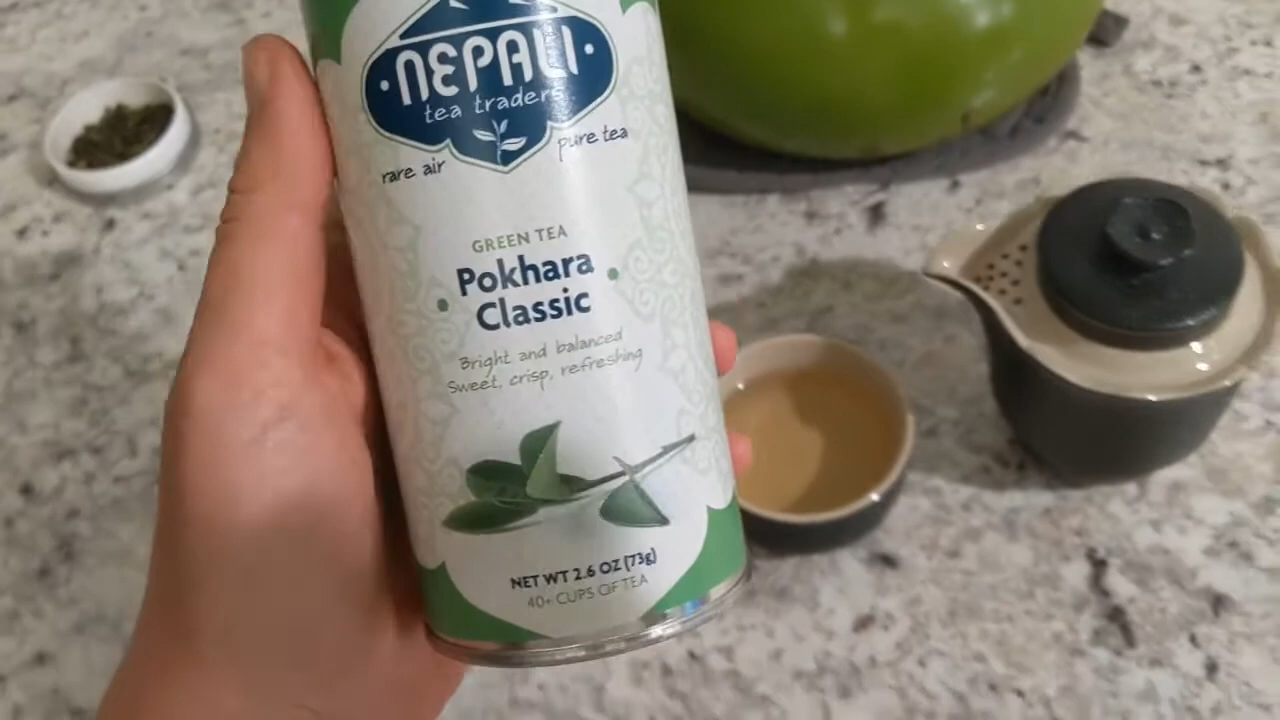 NEPALI
tea traders
rare air
pure tea
GREEN TEA
Pokhara
Classic
Bright and balanced
Sweet, crisp, refreshing
NET WT 2.6 OZ (73g)
40+ CUPS OF TEA